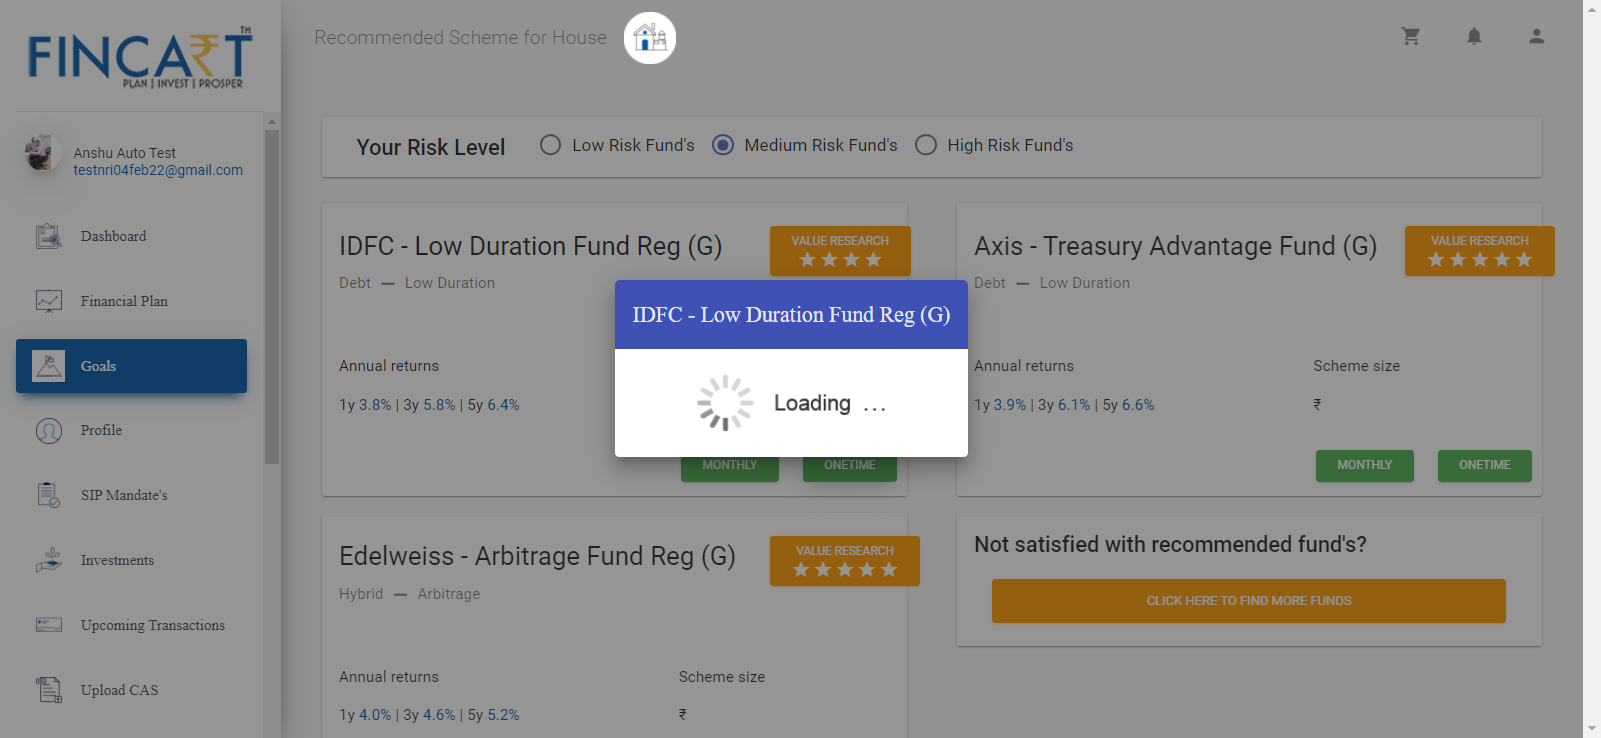 FINCART
TM
PLAN | INVEST | PROSPER
Anshu Auto Test
testnri04feb22@gmail.com
Dashboard
Financial Plan
Goals
Profile
SIP Mandate's
Investments
Upcoming Transactions
Upload CAS
Recommended Scheme for House
Your Risk Level
Low Risk Fund's
Medium Risk Fund's
High Risk Fund's
IDFC - Low Duration Fund Reg (G)
VALUE RESEARCH
Debt — Low Duration
Annual returns
1y 3.8% | 3y 5.8% | 5y 6.4%
MONTHLY
ONETIME
Axis - Treasury Advantage Fund (G)
VALUE RESEARCH
Debt — Low Duration
Annual returns
Scheme size
1y 3.9% | 3y 6.1% | 5y 6.6%
₹
MONTHLY
ONETIME
IDFC - Low Duration Fund Reg (G)
Loading ...
Edelweiss - Arbitrage Fund Reg (G)
VALUE RESEARCH
Hybrid — Arbitrage
Annual returns
Scheme size
1y 4.0% | 3y 4.6% | 5y 5.2%
₹
Not satisfied with recommended fund's?
CLICK HERE TO FIND MORE FUNDS